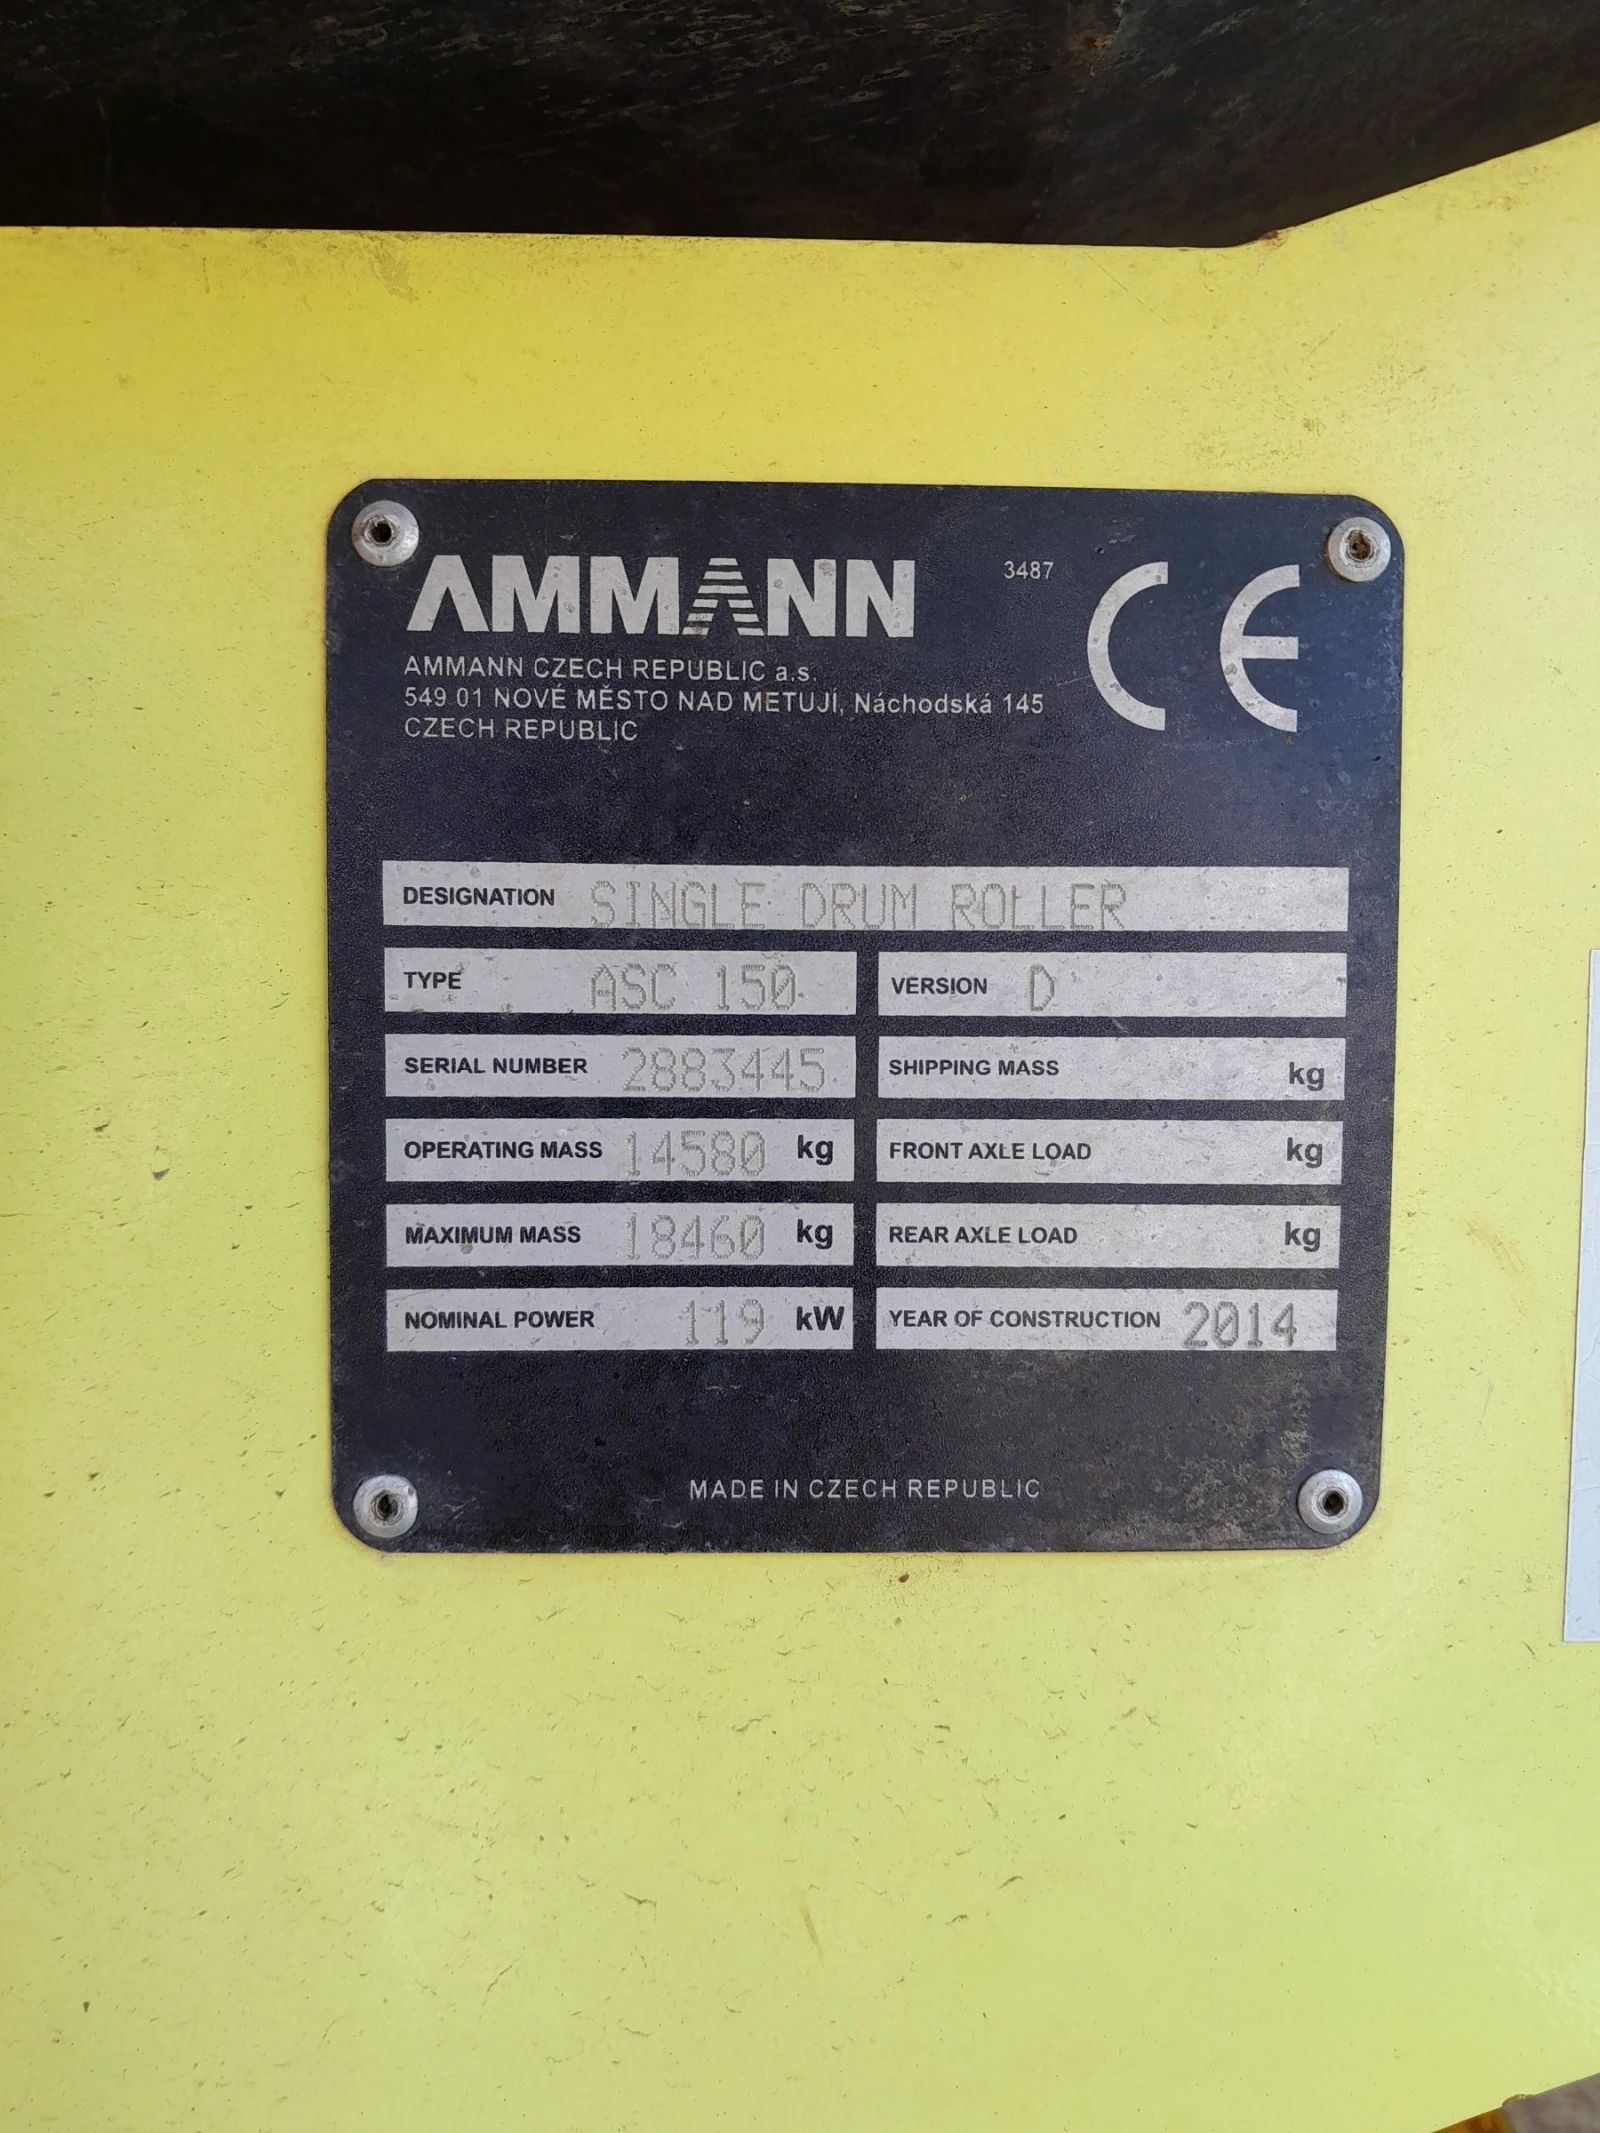 AMMANN
3487
CE
AMMANN CZECH REPUBLIC a.s.
549 01 NOVÉ MĚSTO NAD METUJÍ, Náchodská 145
CZECH REPUBLIC
DESIGNATION SINGLE DRUM ROLLER
TYPE ASC 150
VERSION D
SERIAL NUMBER 2883445
SHIPPING MASS kg
OPERATING MASS 14580 kg
FRONT AXLE LOAD kg
MAXIMUM MASS 18460 kg
REAR AXLE LOAD kg
NOMINAL POWER 119 kW
YEAR OF CONSTRUCTION 2014
MADE IN CZECH REPUBLIC